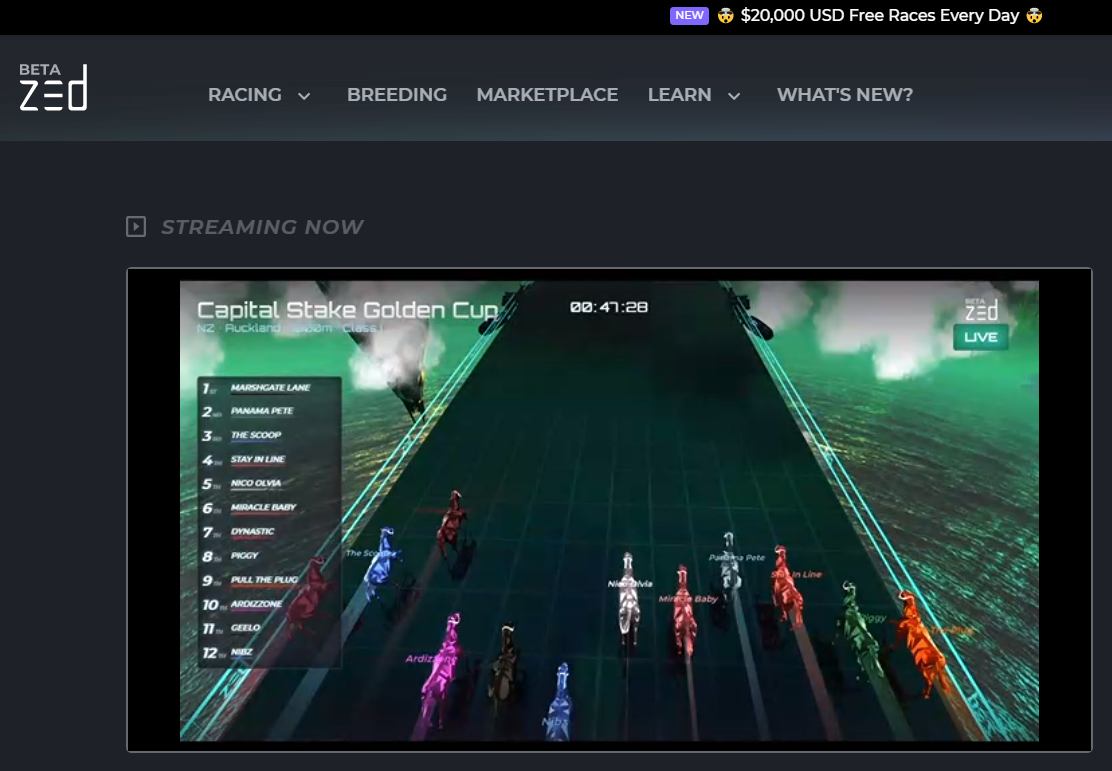 NEW $20,000 USD Free Races Every Day
BETA
zed
RACING BREEDING MARKETPLACE LEARN WHAT'S NEW?
STREAMING NOW
Capital Stake Golden Cup
NZ · Auckland · Class I
00:47:28
BETA
zed
LIVE
1ST MARSHGATE LANE
2ND PANAMA PETE
3RD THE SCOOP
4TH STAY IN LINE
5TH NICO OLVIA
6TH MIRACLE BABY
7TH DYNASTIC
8TH PIGGY
9TH PULL THE PLUG
10TH ARDIZZONE
11TH GEELO
12TH NIBZ
The Scoop
Nico Olvia
Panama Pete
Stay In Line
Miracle Baby
Piggy
Ardizzone
Nibz